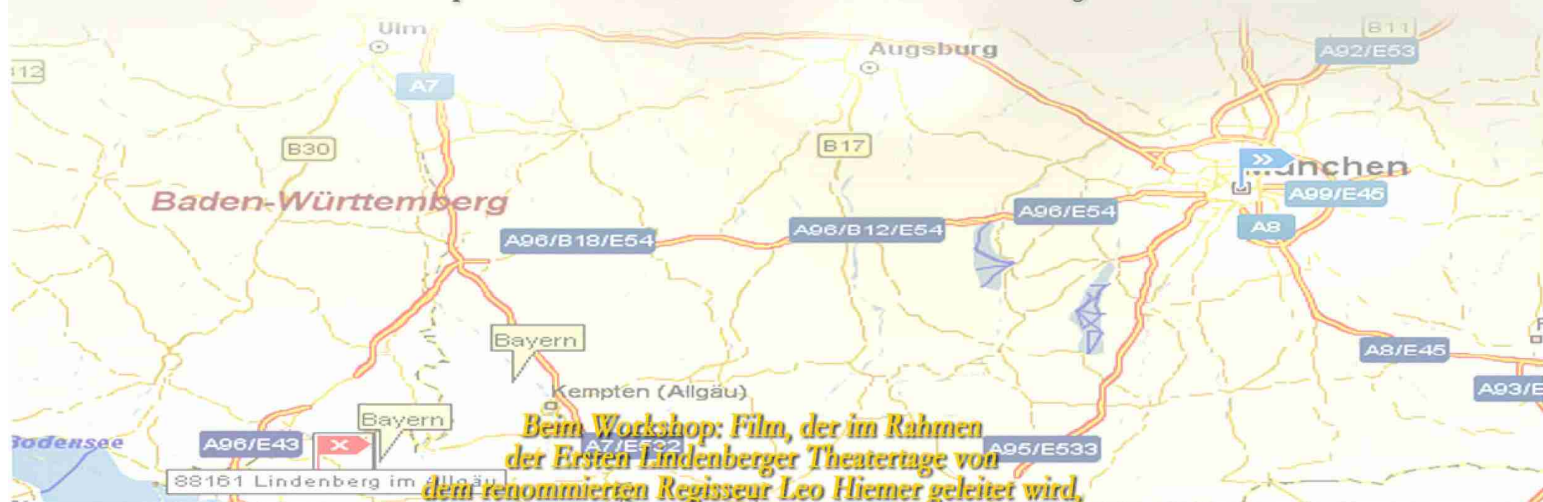 Ulm
B11
Augsburg
A92/E53
A7
B30
B17
München
Baden-Württemberg
A99/E45
A96/E54
A96/B12/E54
A96/B18/E54
A8
Bayern
A8/E45
Kempten (Allgäu)
A93/E
Bayern
Bodensee
A96/E43
A7/E532
A95/E533
88161 Lindenberg im Allgäu
Beim Workshop: Film, der im Rahmen
der Ersten Lindenberger Theatertage von
dem renommierten Regisseur Leo Hiemer geleitet wird,